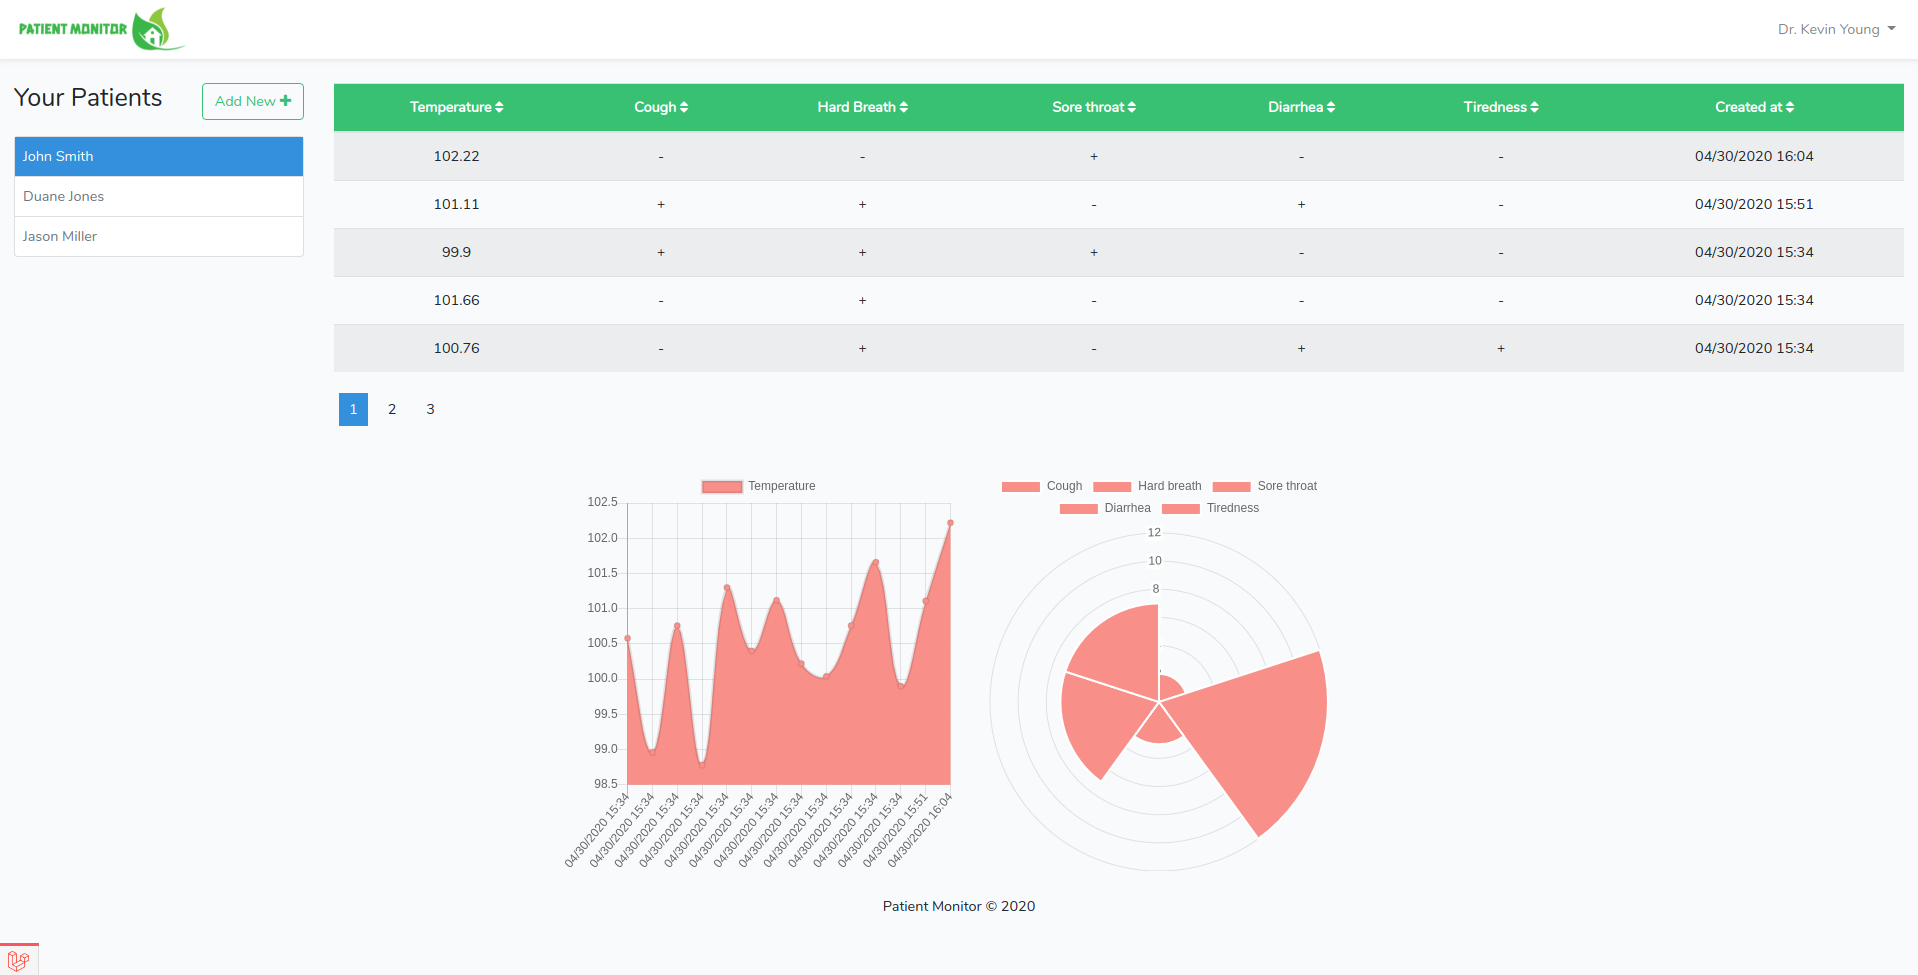 PATIENT MONITOR
Dr. Kevin Young
Your Patients
Add New
John Smith
Duane Jones
Jason Miller
Temperature Cough Hard Breath Sore throat Diarrhea Tiredness Created at
102.22 - - + - - 04/30/2020 16:04
101.11 + + - + - 04/30/2020 15:51
99.9 + + + - - 04/30/2020 15:34
101.66 - + - - - 04/30/2020 15:34
100.76 - + - + + 04/30/2020 15:34
1 2 3
Temperature
102.5
102.0
101.5
101.0
100.5
100.0
99.5
99.0
98.5
04/30/2020 15:34
04/30/2020 15:34
04/30/2020 15:34
04/30/2020 15:34
04/30/2020 15:34
04/30/2020 15:34
04/30/2020 15:34
04/30/2020 15:34
04/30/2020 15:34
04/30/2020 15:34
04/30/2020 15:34
04/30/2020 15:34
04/30/2020 15:51
04/30/2020 16:04
Cough Hard breath Sore throat
Diarrhea Tiredness
12
10
8
Patient Monitor © 2020